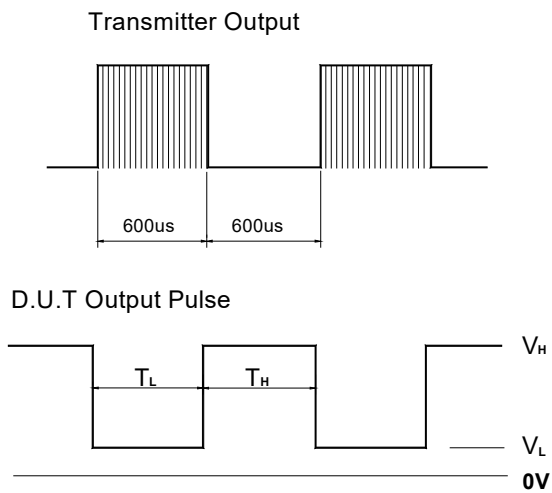 Transmitter Output
600us 600us
D.U.T Output Pulse
VH
TL TH
VL
0V